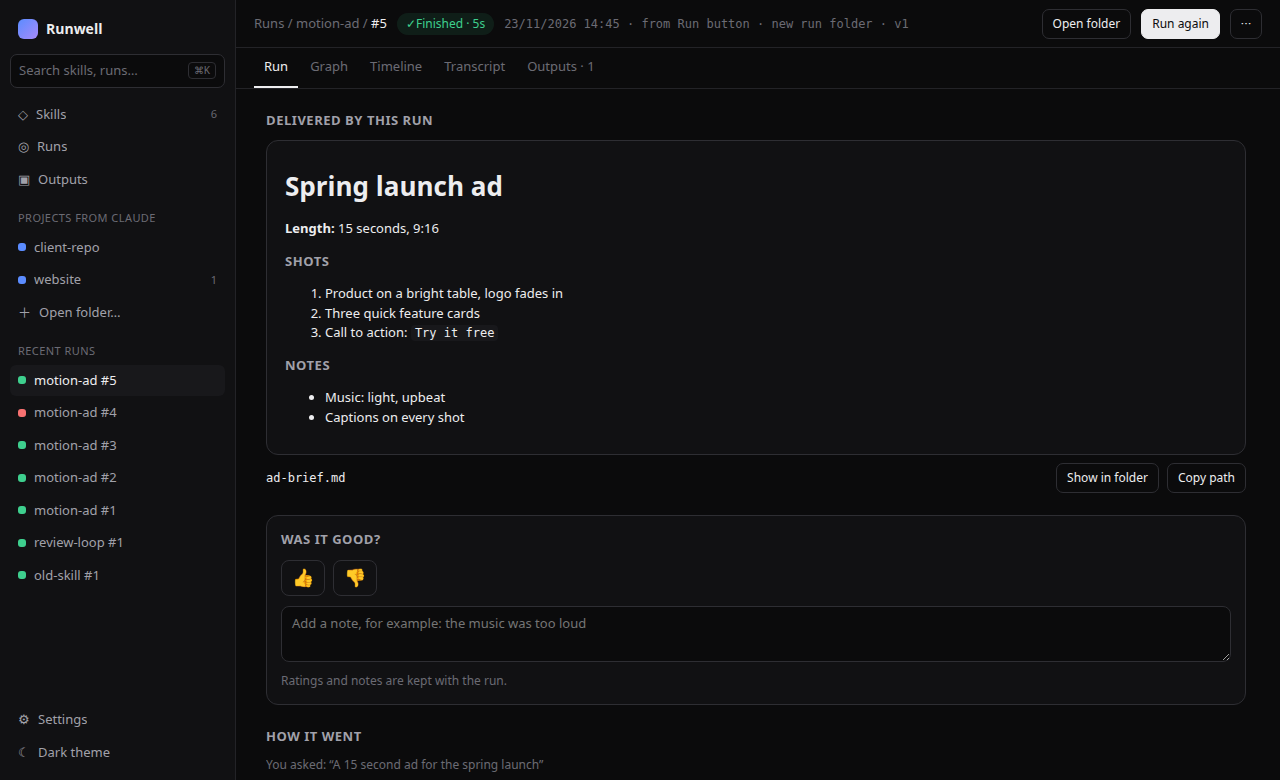 Runwell
Search skills, runs... ⌘K
Skills 6
Runs
Outputs
PROJECTS FROM CLAUDE
client-repo
website 1
Open folder...
RECENT RUNS
motion-ad #5
motion-ad #4
motion-ad #3
motion-ad #2
motion-ad #1
review-loop #1
old-skill #1
Settings
Dark theme
Runs / motion-ad / #5 ✓Finished · 5s 23/11/2026 14:45 · from Run button · new run folder · v1 Open folder Run again ···
Run Graph Timeline Transcript Outputs · 1
DELIVERED BY THIS RUN
Spring launch ad
Length: 15 seconds, 9:16
SHOTS
1. Product on a bright table, logo fades in
2. Three quick feature cards
3. Call to action: Try it free
NOTES
• Music: light, upbeat
• Captions on every shot
ad-brief.md Show in folder Copy path
WAS IT GOOD?
Add a note, for example: the music was too loud
Ratings and notes are kept with the run.
HOW IT WENT
You asked: “A 15 second ad for the spring launch”